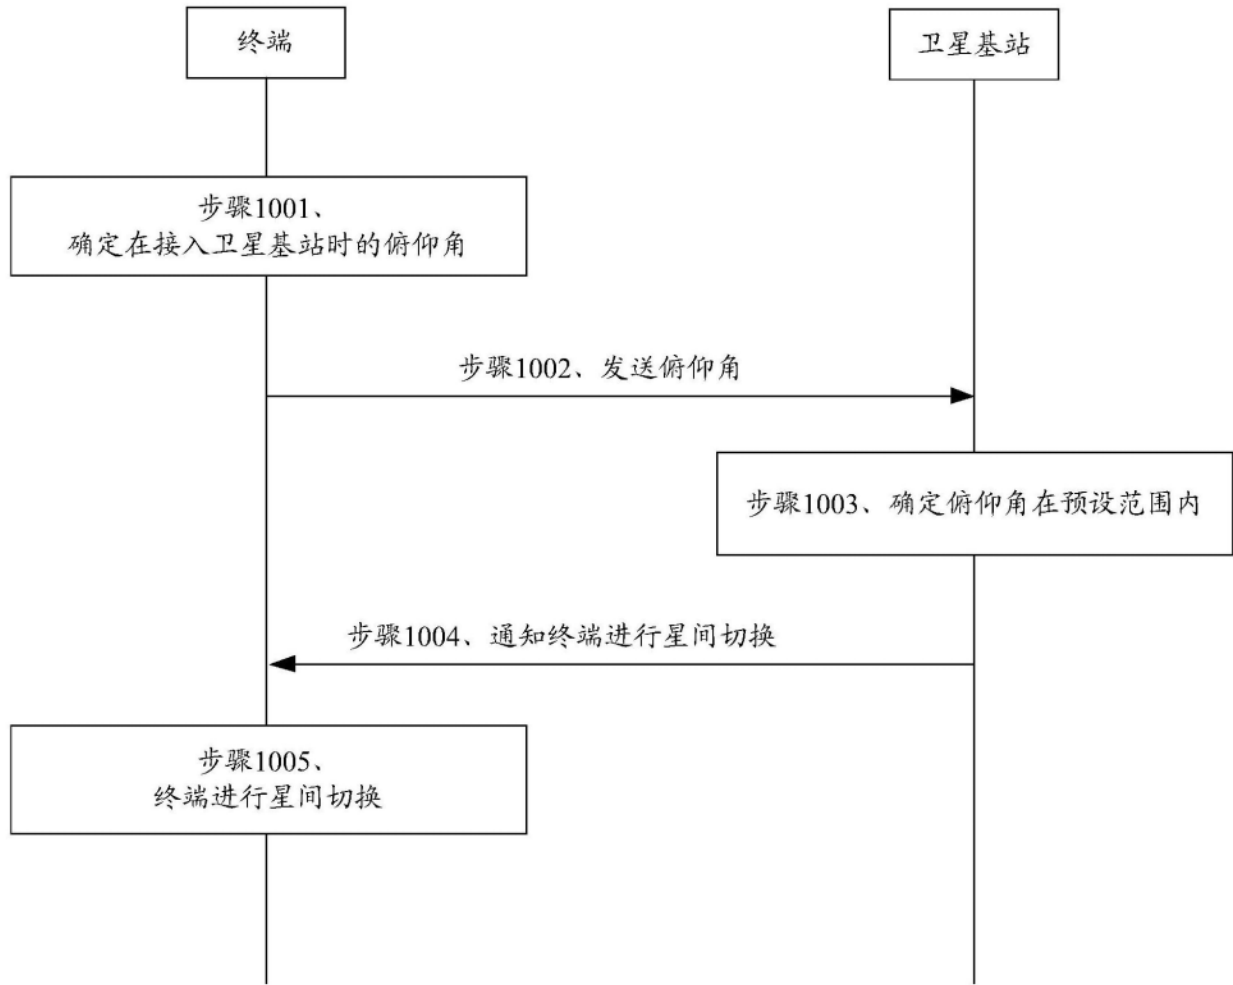 终端
卫星基站
步骤1001、
确定在接入卫星基站时的俯仰角
步骤1002、发送俯仰角
步骤1003、确定俯仰角在预设范围内
步骤1004、通知终端进行星间切换
步骤1005、
终端进行星间切换